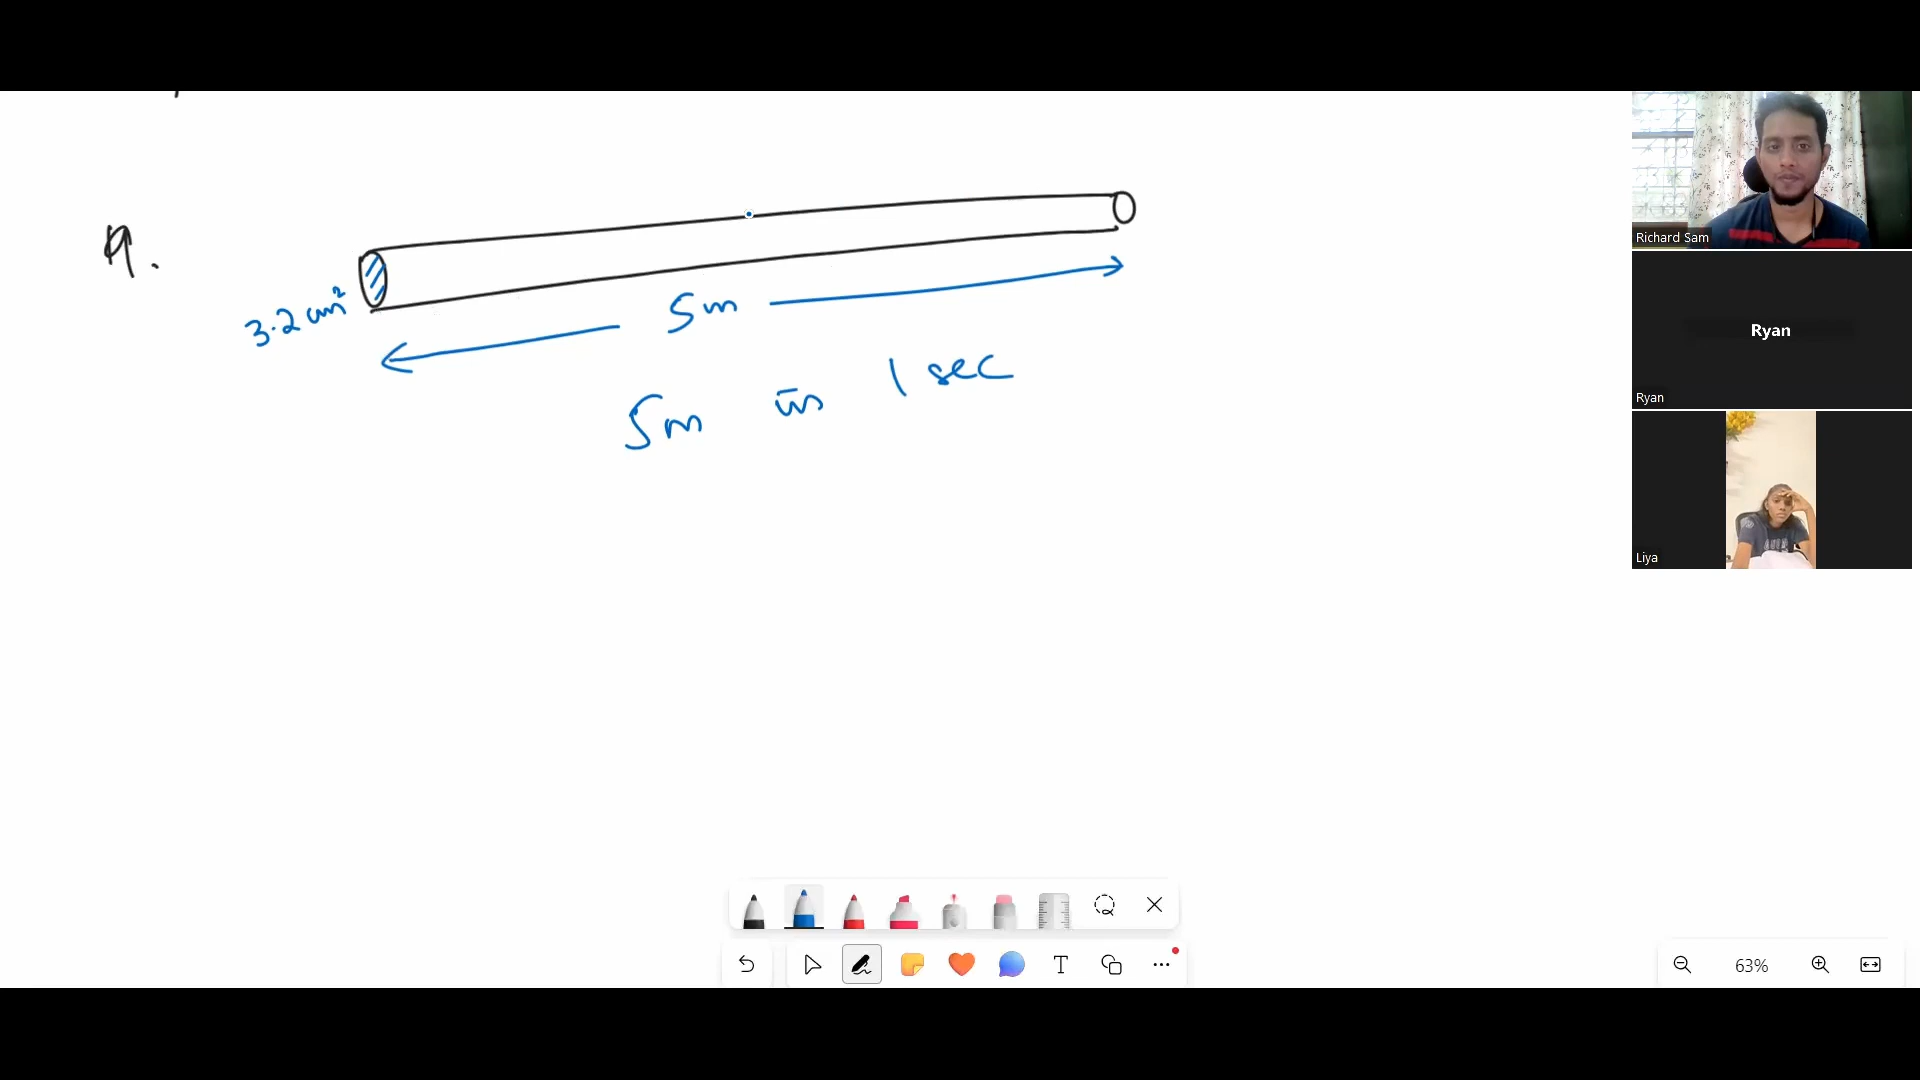 9.
3.2 cm²
5m
5m in 1 sec
Richard Sam
Ryan
Ryan
Liya
T
63%